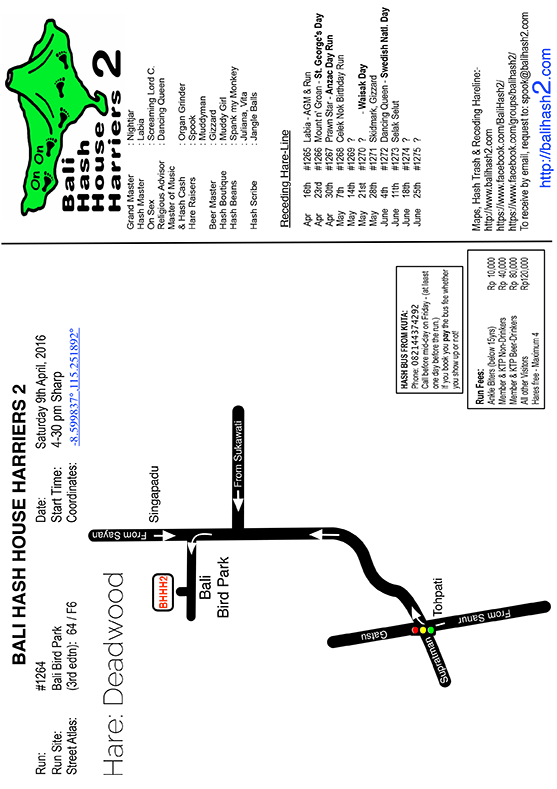 BALI HASH HOUSE HARRIERS 2
Run: #1264
Run Site: Bali Bird Park
Street Atlas: (3rd edtn): 64 / F6
Date: Saturday 9th April, 2016
Start Time: 4-30 pm Sharp
Coordinates: -8.599837°,115.251892°
Hare: Deadwood
From Sayan
Singapadu
BHHH2
Bali
Bird Park
From Sukawati
Gatsu
Tohpati
Supratman
From Sanur
HASH BUS FROM KUTA:
Phone: 082144374292
Call before mid-day on Friday - (at least
one day before the run.)
If you book you pay the bus fee whether
you show up or not!
Run Fees:
Ankle Biters (below 15yrs) Rp 10,000
Member & KTP Non-Drinkers Rp 40,000
Member & KTP Beer-Drinkers Rp 80,000
All other Visitors Rp120,000
Hares free - Maximum 4
On On
Bali
Hash
House
Harriers 2
Grand Master : Nightjar
Hash Master : Labia
On Sex : Screaming Lord C.
Religious Advisor : Dancing Queen
Master of Music
& Hash Cash : Organ Grinder
Hare Raisers : Spook
: Muddyman
Beer Master : Gizzard
Hash Boutique : Muddy Girl
Hash Beeins : Spank my Monkey
Juliana, Vita
Hash Scribe : Jangle Balls
Receding Hare-Line
Apr 16th #1265 Labia - AGM & Run
Apr 23rd #1266 Mount n' Groan - St. George's Day
Apr 30th #1267 Prawn Star - Anzac Day Run
May 7th #1268 Celek Nok Birthday Run
May 14th #1269 ?
May 21st #1270 - Waisak Day
May 28th #1271 Skidmark, Gizzard
June 4th #1272 Dancing Queen - Swedish Natl. Day
June 11th #1273 Selak Selut
June 18th #1274 ?
June 25th #1275 ?
Maps, Hash Trash & Receding Hareline:-
http://www.balihash2.com
https://www.facebook.com/BaliHash2/
https://www.facebook.com/groups/balihash2/
To receive by email, request to: spook@balihash2.com
http://balihash2.com